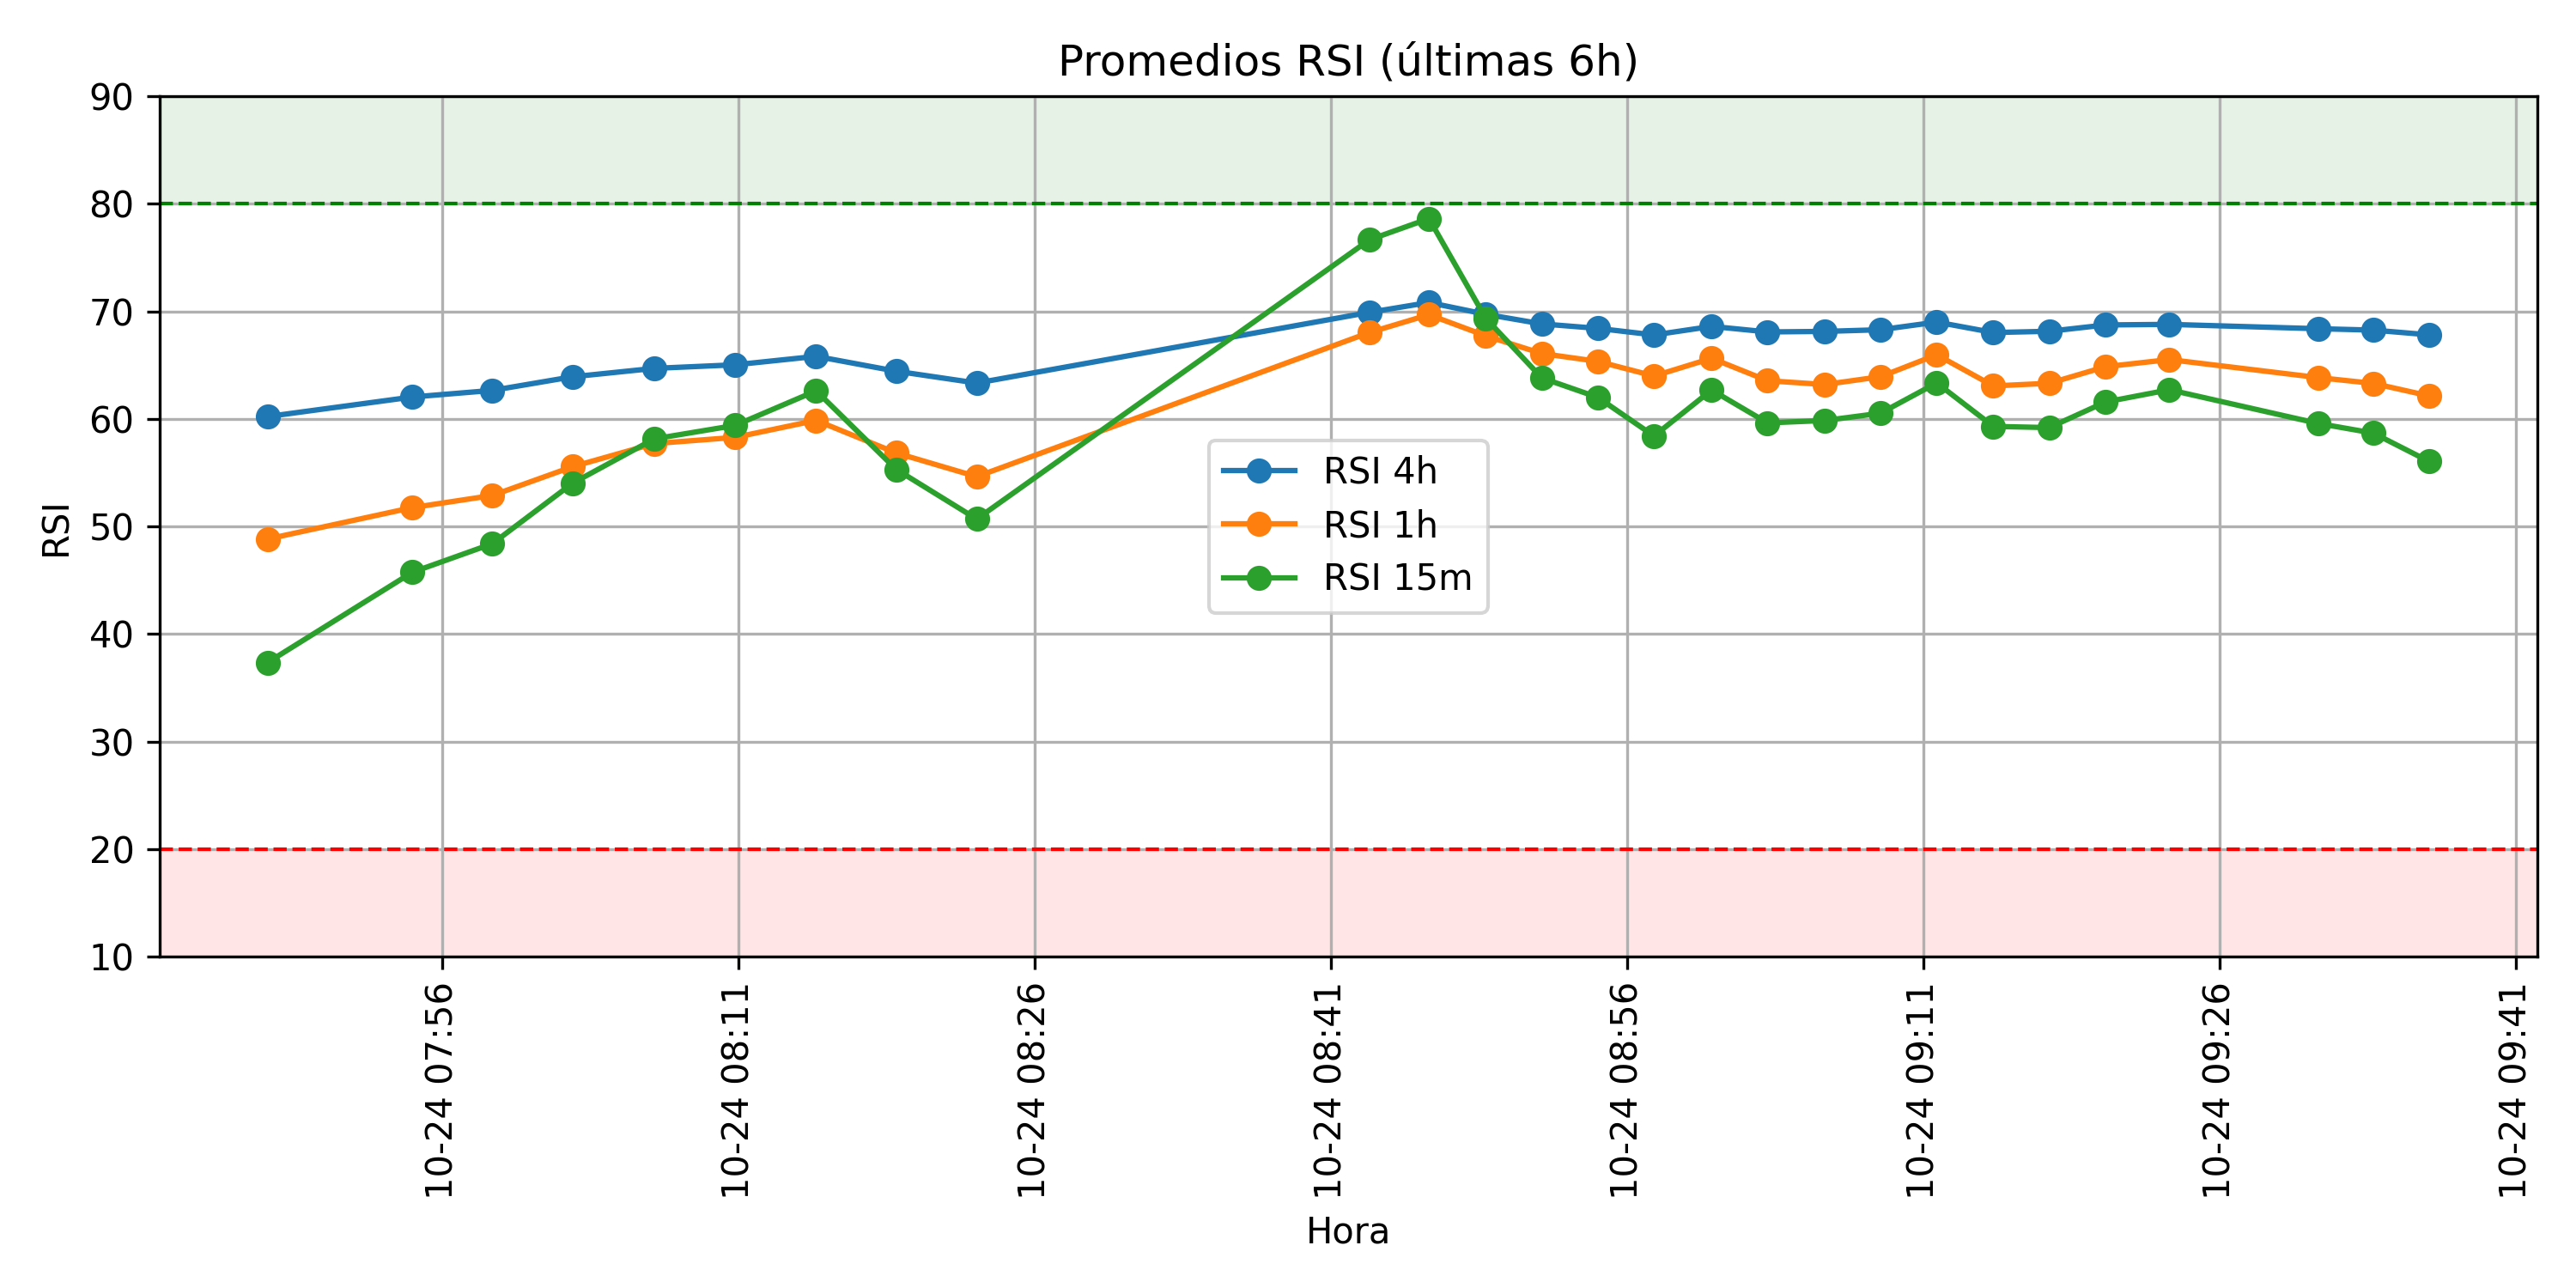 Promedios RSI (últimas 6h)
90
80
70
60
50
40
30
20
10
RSI
RSI 4h
RSI 1h
RSI 15m
10-24 07:56
10-24 08:11
10-24 08:26
10-24 08:41
10-24 08:56
10-24 09:11
10-24 09:26
10-24 09:41
Hora